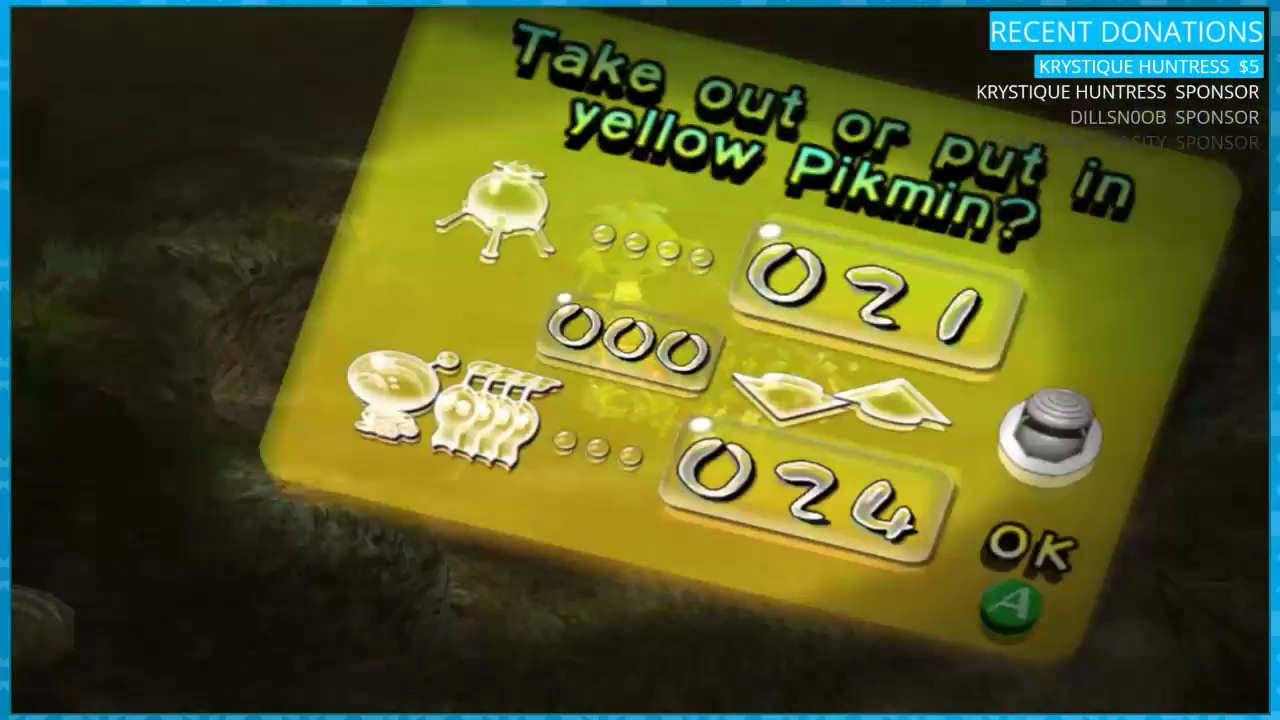 RECENT DONATIONS
KRYSTIQUE HUNTRESS $5
KRYSTIQUE HUNTRESS SPONSOR
DILLSN0OB SPONSOR
SPONSOR
Take out or put in
yellow Pikmin?
021
000
024
OK
A